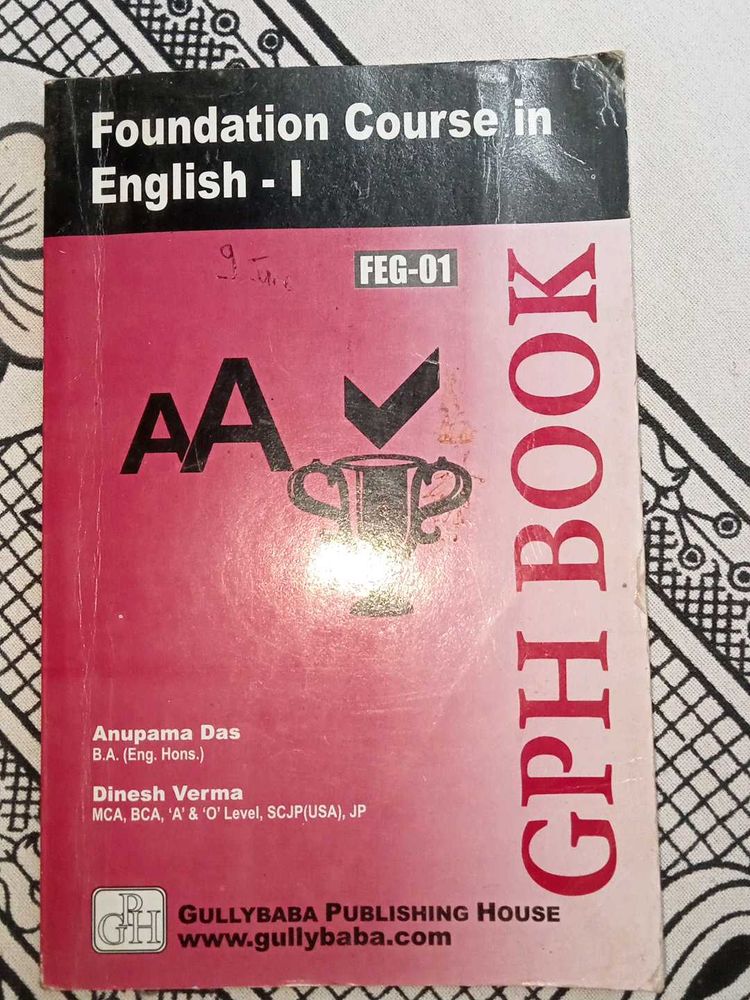 Foundation Course in
English - I
FEG-01
AA
GPH BOOK
Anupama Das
B.A. (Eng. Hons.)
Dinesh Verma
MCA, BCA, 'A' & 'O' Level, SCJP(USA), JP
GPH
GULLYBABA PUBLISHING HOUSE
www.gullybaba.com